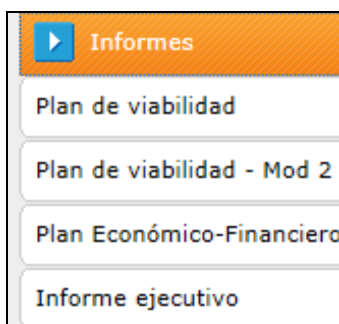 Informes
Plan de viabilidad
Plan de viabilidad - Mod 2
Plan Económico-Financiero
Informe ejecutivo